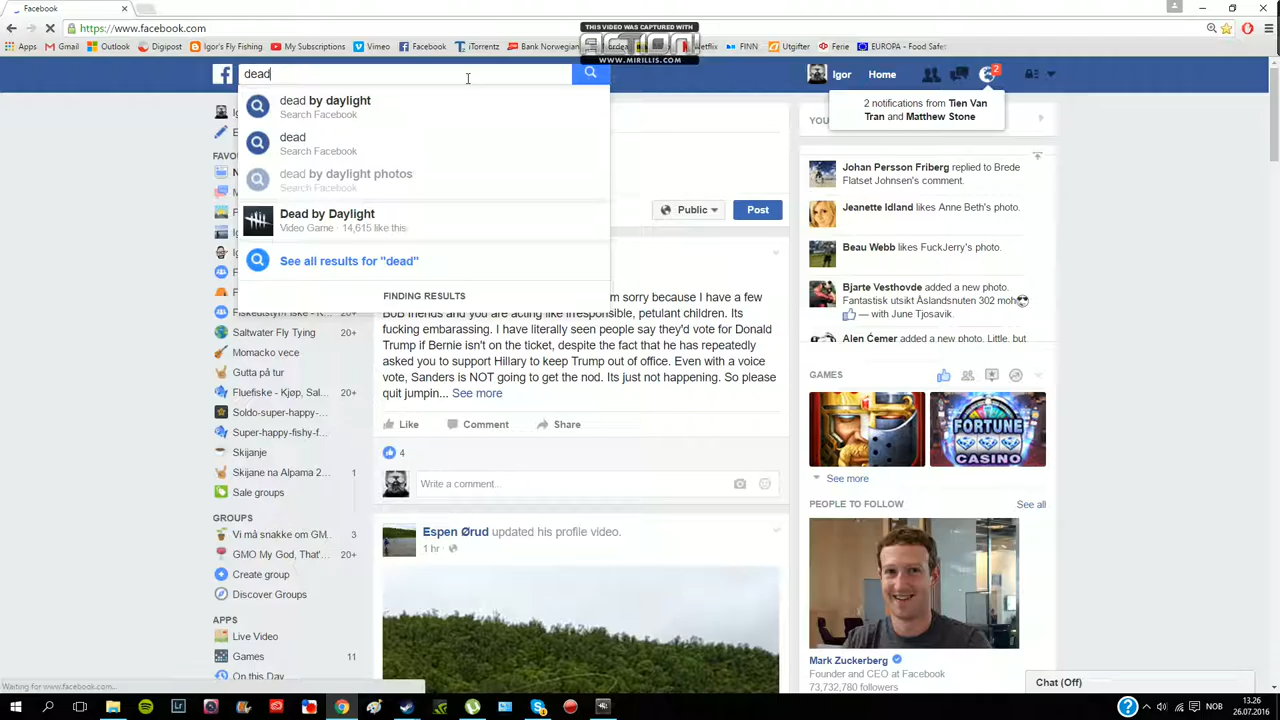 Facebook
https://www.facebook.com
THIS VIDEO WAS CAPTURED WITH
ACTION!
WWW.MIRILLIS.COM
Apps Gmail Outlook Digipost Igor's Fly Fishing My Subscriptions Vimeo Facebook iTorrentz Bank Norwegian Netflix FINN Utgifter Ferie EUROPA - Food Safet
dead
Igor Home
2
2 notifications from Tien Van
Tran and Matthew Stone
dead by daylight
Search Facebook
dead
Search Facebook
dead by daylight photos
Search Facebook
Dead by Daylight
Video Game · 14,615 like this.
See all results for "dead"
FINDING RESULTS
Public
Post
m sorry because I have a few
BoB friends and you are acting like irresponsible, petulant children. Its
fucking embarassing. I have literally seen people say they'd vote for Donald
Trump if Bernie isn't on the ticket, despite the fact that he has repeatedly
asked you to support Hillary to keep Trump out of office. Even with a voice
vote, Sanders is NOT going to get the nod. Its just not happening. So please
quit jumpin... See more
Like Comment Share
4
Write a comment...
Espen Ørud updated his profile video.
1 hr
FAVO
Saltwater Fly Tying 20+
Momacko vece
Gutta på tur
Fluefiske - Kjøp, Sal... 20+
Soldo-super-happy-...
Super-happy-fishy-f...
Skijanje
Skijane na Alpama 2... 1
Sale groups
GROUPS
Vi må snakke om GM... 3
GMO My God, That'... 20+
Create group
Discover Groups
APPS
Live Video
Games 11
On this Day
YOU
Johan Persson Friberg replied to Brede
Flatset Johnsen's comment.
Jeanette Idland likes Anne Beth's photo.
Beau Webb likes FuckJerry's photo.
Bjarte Vesthovde added a new photo.
Fantastisk utsikt Åslandsnuten 302 moh
— with June Tjosavik.
Alen Ćemer added a new photo. Little, but
GAMES
FORTUNE
CASINO
See more
PEOPLE TO FOLLOW See all
Mark Zuckerberg
Founder and CEO at Facebook
73,732,780 followers
Chat (Off)
Waiting for www.facebook.com...
NOB
13.26
26.07.2016